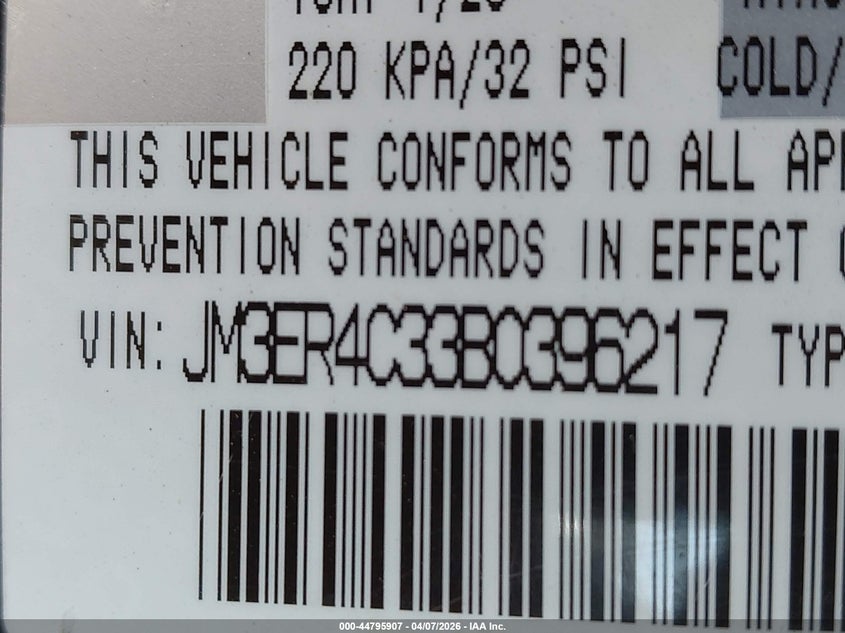 220 KPA/32 PSI COLD/
THIS VEHICLE CONFORMS TO ALL
PREVENTION STANDARDS IN EFFECT
VIN: JM3ER4C33B0396217 TYP
000-44795907 - 04/07/2026 - IAA Inc.